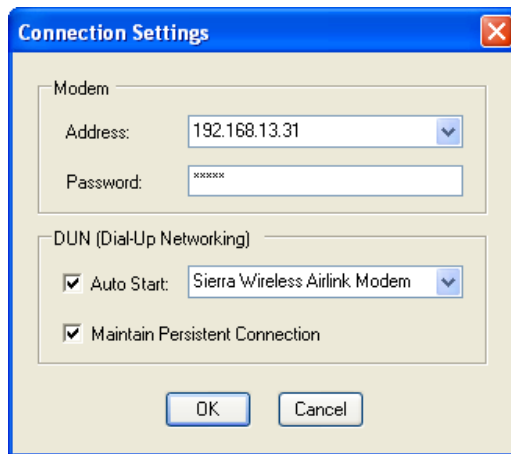 Connection Settings
Modem
Address: 192.168.13.31
Password: *****
DUN (Dial-Up Networking)
Auto Start: Sierra Wireless Airlink Modem
Maintain Persistent Connection
OK Cancel